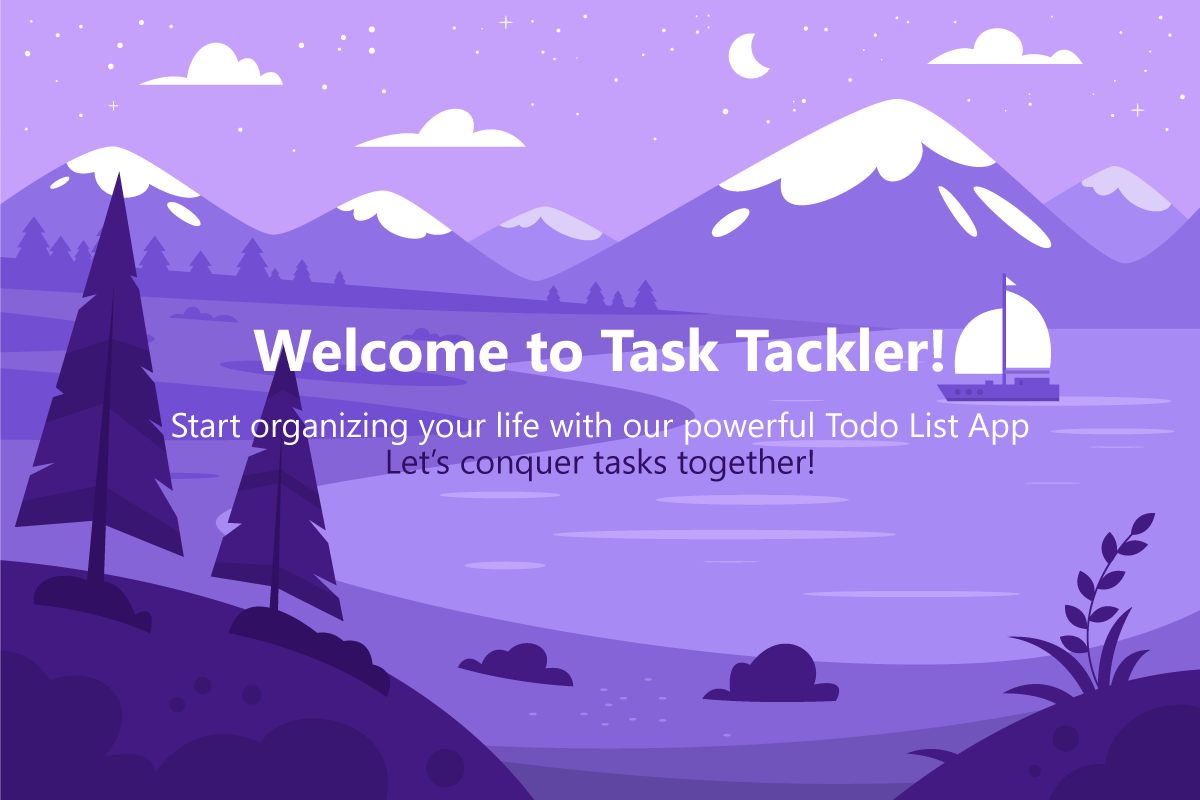 Welcome to Task Tackler!
Start organizing your life with our powerful Todo List App
Let’s conquer tasks together!